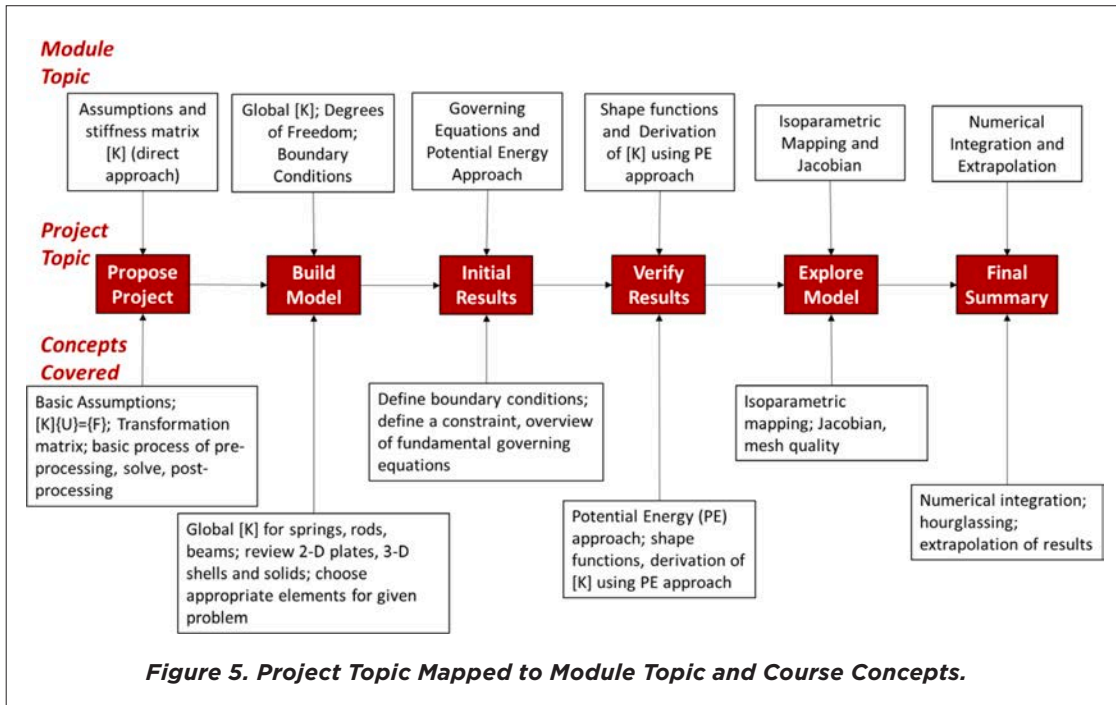 Module
Topic
Assumptions and
stiffness matrix
[K] (direct
approach)
Global [K]; Degrees
of Freedom;
Boundary
Conditions
Governing
Equations and
Potential Energy
Approach
Shape functions
and Derivation
of [K] using PE
approach
Isoparametric
Mapping and
Jacobian
Numerical
Integration and
Extrapolation
Project
Topic
Propose
Project
Build
Model
Initial
Results
Verify
Results
Explore
Model
Final
Summary
Concepts
Covered
Basic Assumptions;
[K]{U}={F}; Transformation
matrix; basic process of pre-
processing, solve, post-
processing
Global [K] for springs, rods,
beams; review 2-D plates, 3-D
shells and solids; choose
appropriate elements for given
problem
Define boundary conditions;
define a constraint, overview
of fundamental governing
equations
Potential Energy (PE)
approach; shape
functions, derivation of
[K] using PE approach
Isoparametric
mapping; Jacobian,
mesh quality
Numerical integration;
hourglassing;
extrapolation of results
Figure 5. Project Topic Mapped to Module Topic and Course Concepts.